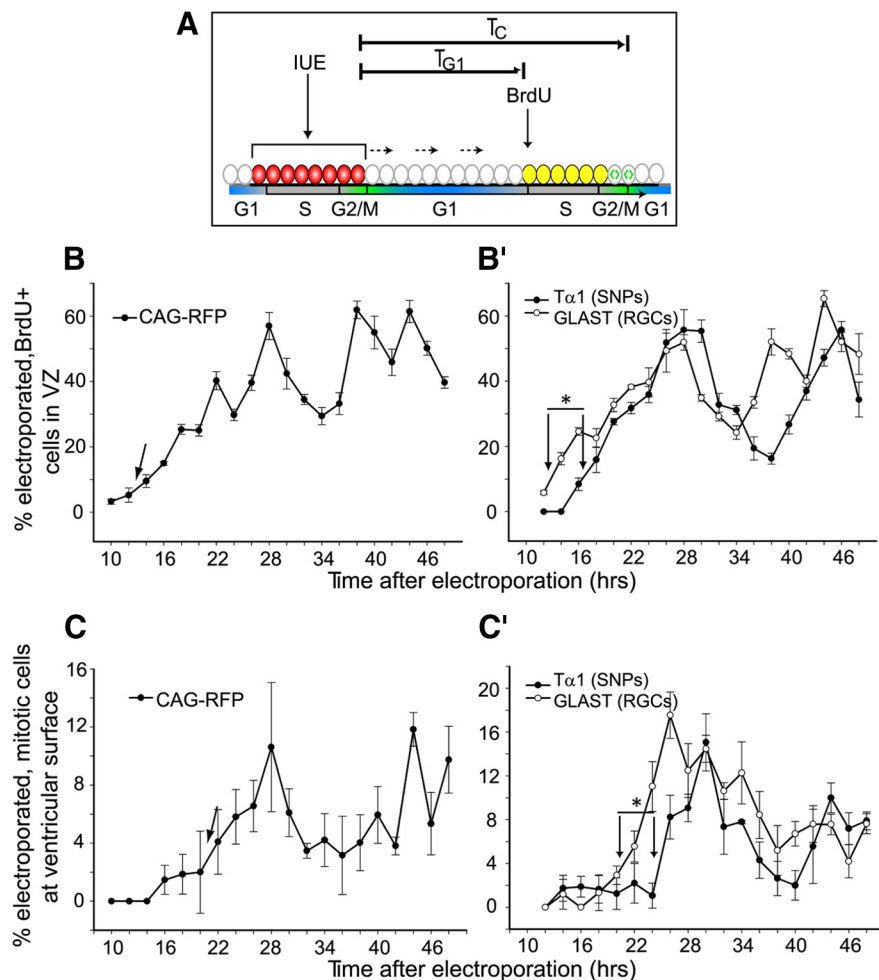 A
TC
TG1
IUE
BrdU
G1 S G2/M G1 S G2/M G1
B
% electroporated,BrdU+
cells in VZ
60
40
20
0
CAG-RFP
10 16 22 28 34 40 46
B'
Tα1 (SNPs)
GLAST (RGCs)
60
40
20
0
*
10 16 22 28 34 40 46
Time after electroporation (hrs)
C
% electroporated, mitotic cells
at ventricular surface
16
12
8
4
0
CAG-RFP
10 16 22 28 34 40 46
C'
Tα1 (SNPs)
GLAST (RGCs)
20
16
12
8
4
0
*
10 16 22 28 34 40 46
Time after electroporation (hrs)